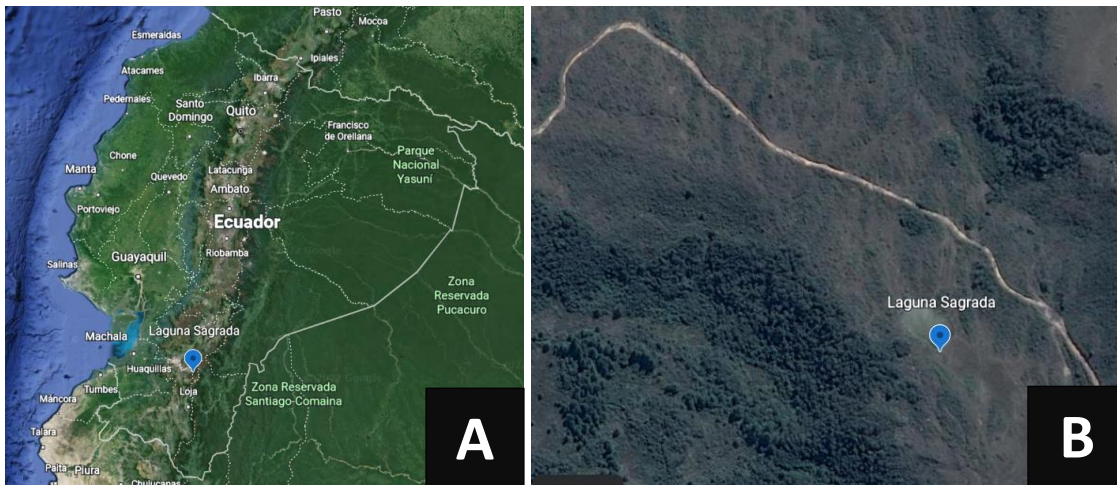 Pasto
Mocoa
Esmeraldas
Ipiales
Atacames
Ibarra
Pedernales
Santo
Domingo
Quito
Francisco
de Orellana
Parque
Nacional
Yasuní
Chone
Manta
Latacunga
Quevedo
Ambato
Portoviejo
Ecuador
Riobamba
Guayaquil
Salinas
Zona
Reservada
Pucacuro
Machala
Laguna Sagrada
Huaquillas
Tumbes
Loja
Zona Reservada
Santiago-Comaina
Máncora
Talara
Paita
Piura
Chulucanas
A
Laguna Sagrada
B